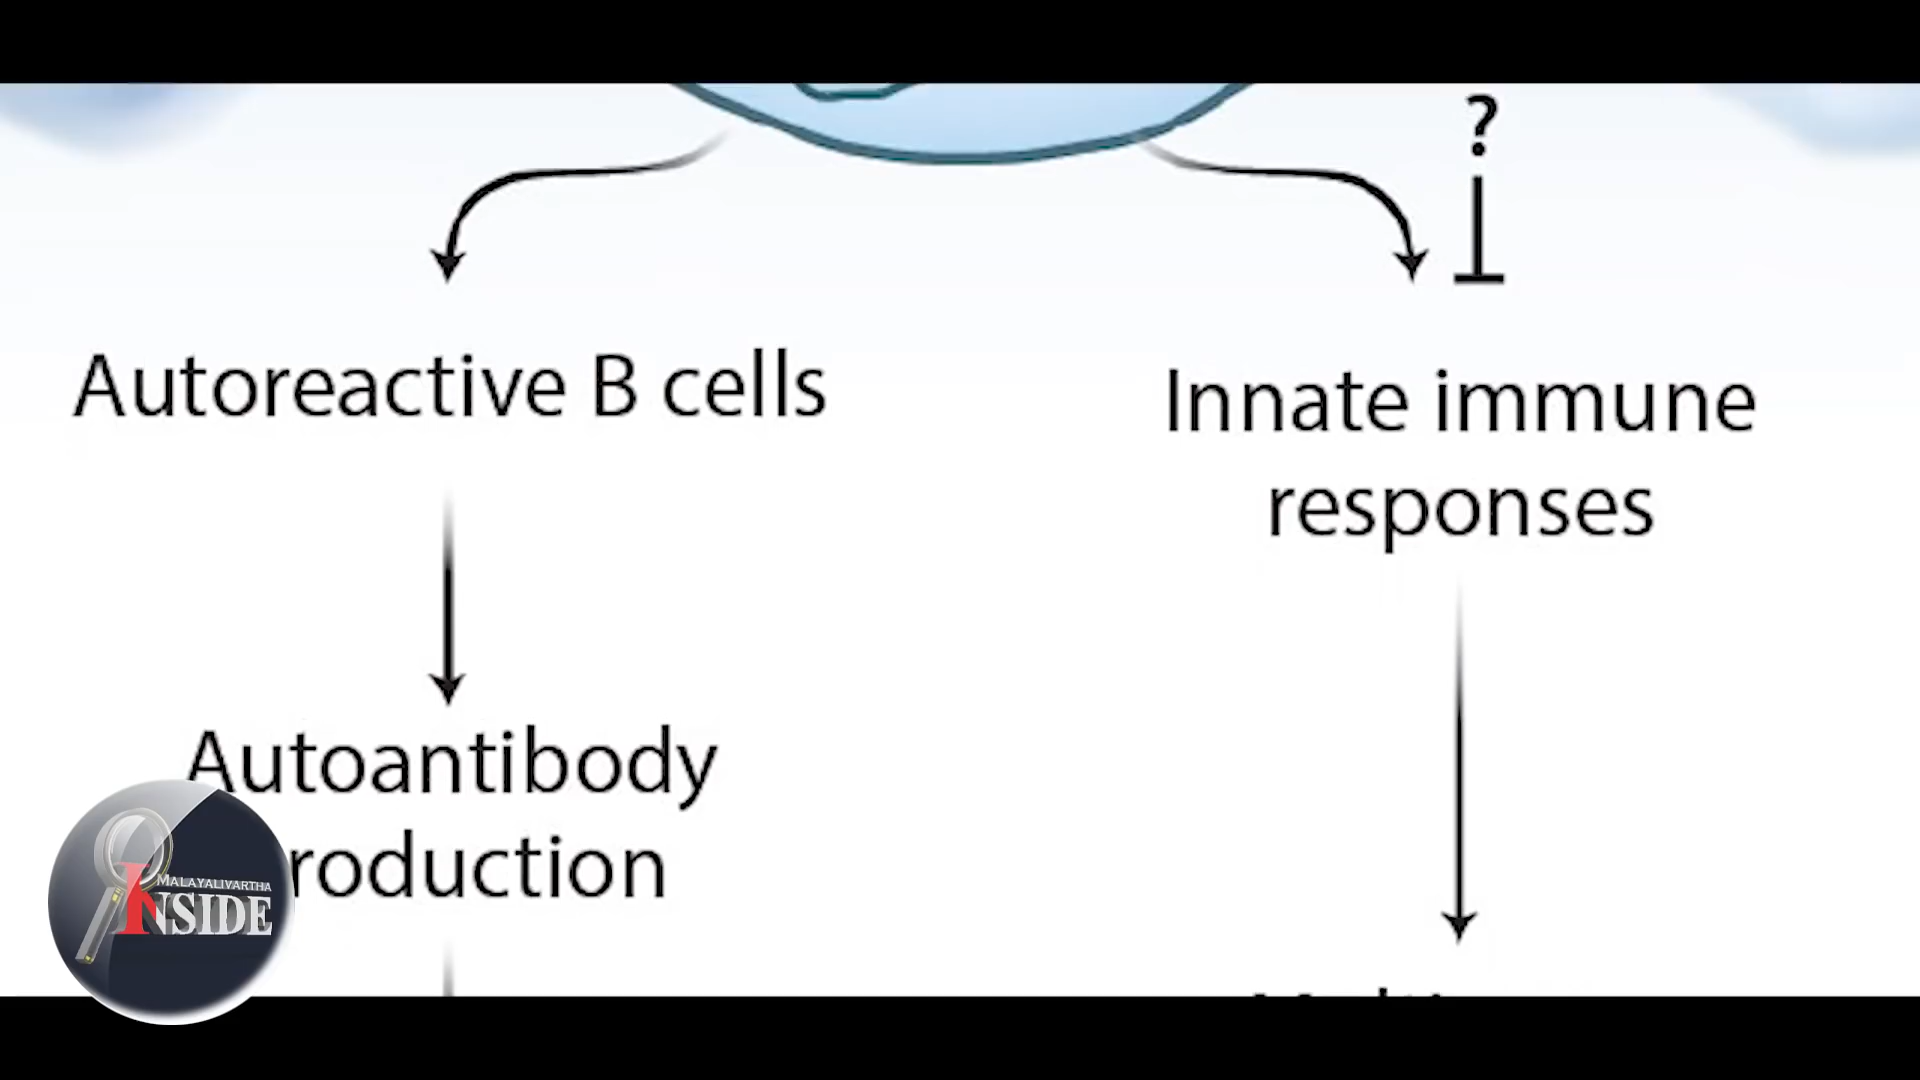 ?
Autoreactive B cells
Innate immune
responses
Autoantibody
roduction
MALAYALIVARTHA
INSIDE